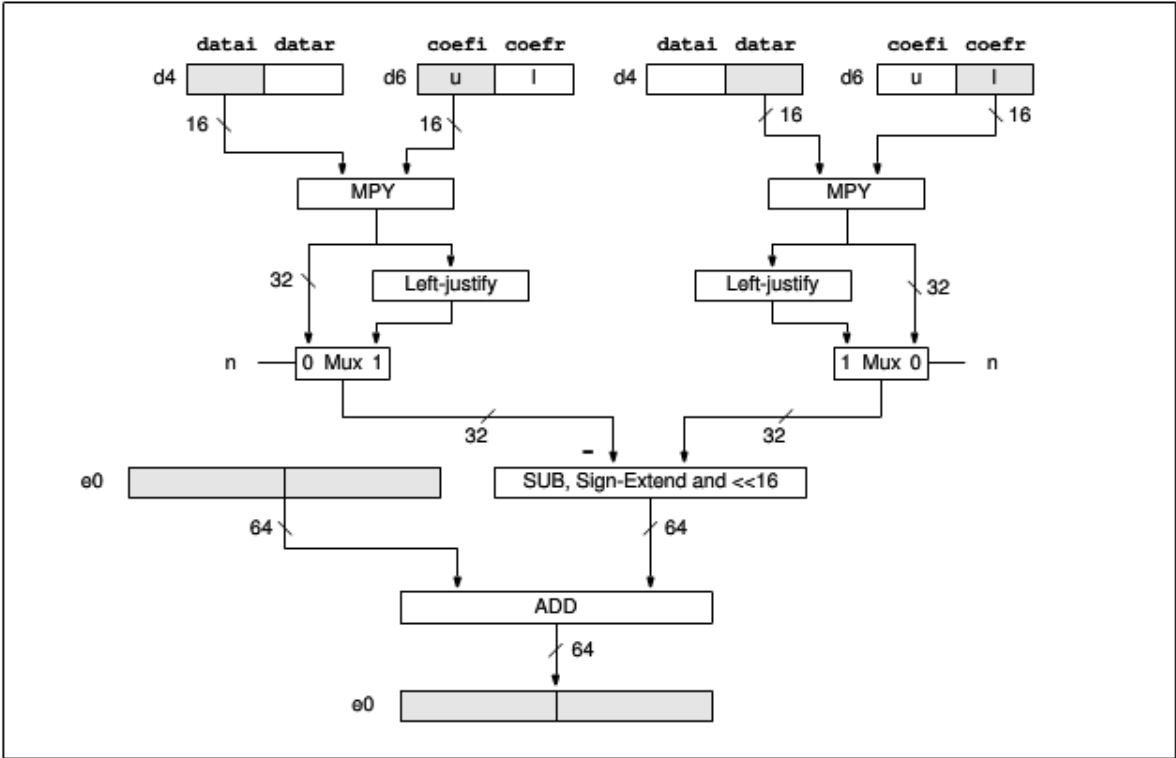 datai datar coefi coefr datai datar coefi coefr
d4 d6 u l d4 d6 u l
16 16 16 16
MPY MPY
32 Left-justify Left-justify 32
n 0 Mux 1 1 Mux 0 n
32 32
–
e0 SUB, Sign-Extend and <<16
64 64
ADD
64
e0